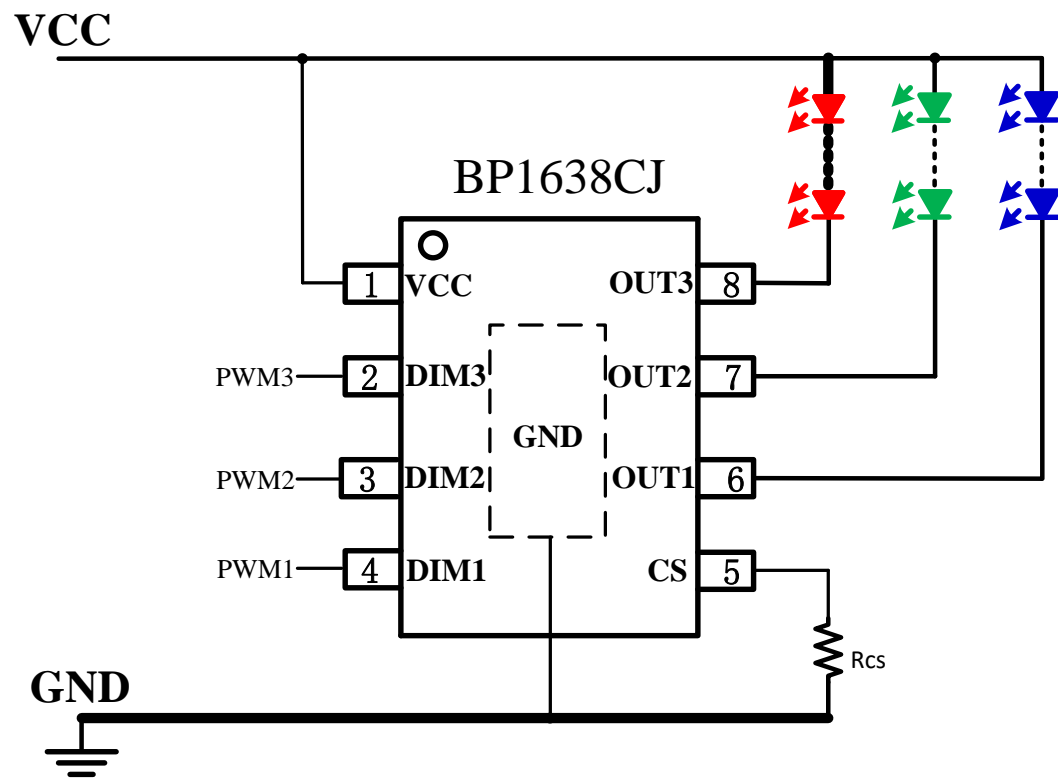 VCC
BP1638CJ
1 VCC
OUT3 8
PWM3 2 DIM3
OUT2 7
GND
PWM2 3 DIM2
OUT1 6
PWM1 4 DIM1
CS 5
Rcs
GND